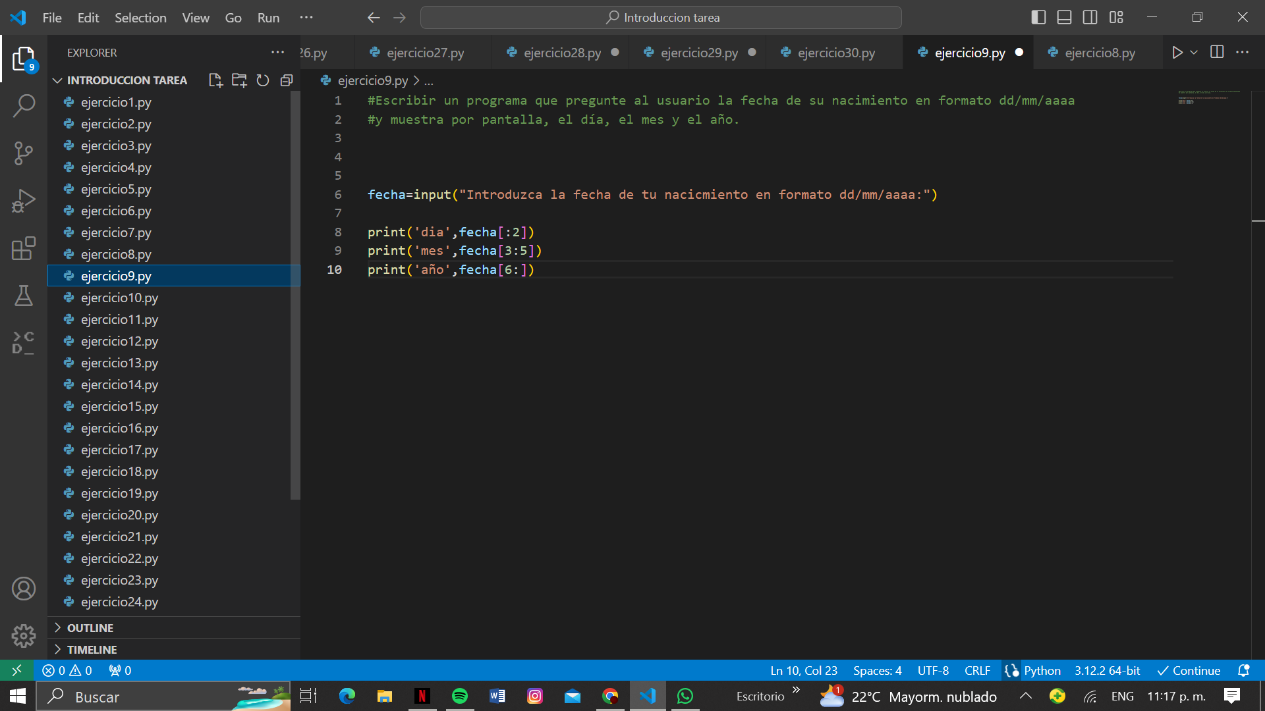 File Edit Selection View Go Run ··· Introduccion tarea
EXPLORER ···
26.py ejercicio27.py ejercicio28.py ejercicio29.py ejercicio30.py ejercicio9.py ejercicio8.py ···
INTRODUCCION TAREA
ejercicio1.py
ejercicio2.py
ejercicio3.py
ejercicio4.py
ejercicio5.py
ejercicio6.py
ejercicio7.py
ejercicio8.py
ejercicio9.py
ejercicio10.py
ejercicio11.py
ejercicio12.py
ejercicio13.py
ejercicio14.py
ejercicio15.py
ejercicio16.py
ejercicio17.py
ejercicio18.py
ejercicio19.py
ejercicio20.py
ejercicio21.py
ejercicio22.py
ejercicio23.py
ejercicio24.py
OUTLINE
TIMELINE
9
ejercicio9.py > ...
1 #Escribir un programa que pregunte al usuario la fecha de su nacimiento en formato dd/mm/aaaa
2 #y muestra por pantalla, el día, el mes y el año.
3
4
5
6 fecha=input("Introduzca la fecha de tu nacicmiento en formato dd/mm/aaaa:")
7
8 print('dia',fecha[:2])
9 print('mes',fecha[3:5])
10 print('año',fecha[6:])
0 0 0 Ln 10, Col 23 Spaces: 4 UTF-8 CRLF Python 3.12.2 64-bit Continue
Buscar Escritorio 1 22°C Mayorm. nublado ENG 11:17 p. m.